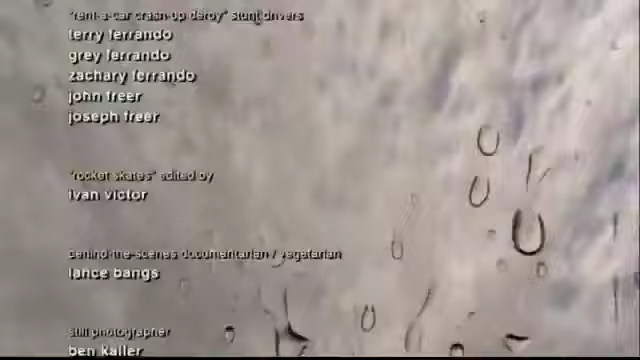 "rent-a-car crash-up derby" stunt drivers
terry ferrando
grey ferrando
zachary ferrando
john freer
joseph freer
"rocket skates" edited by
ivan victor
behind-the-scenes documentarian / vegetarian
lance bangs
still photographer
ben kaller